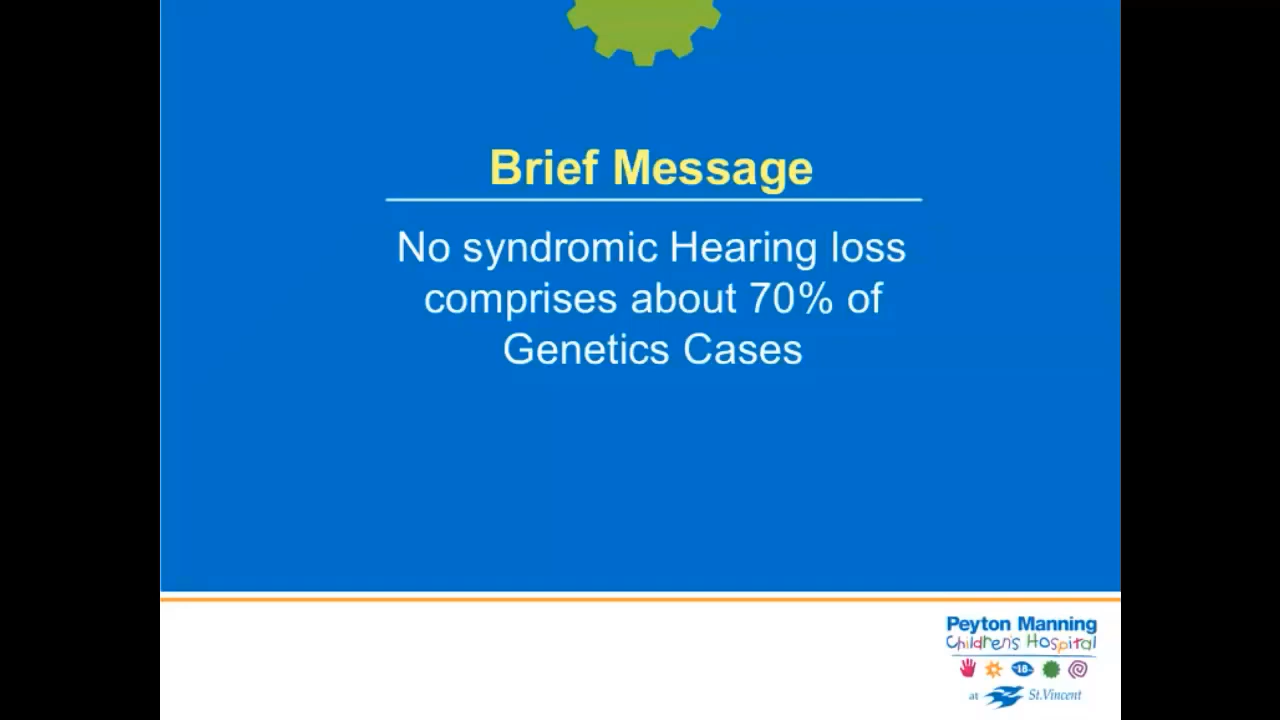 Brief Message
No syndromic Hearing loss
comprises about 70% of
Genetics Cases
Peyton Manning
Children's Hospital
18
at St.Vincent